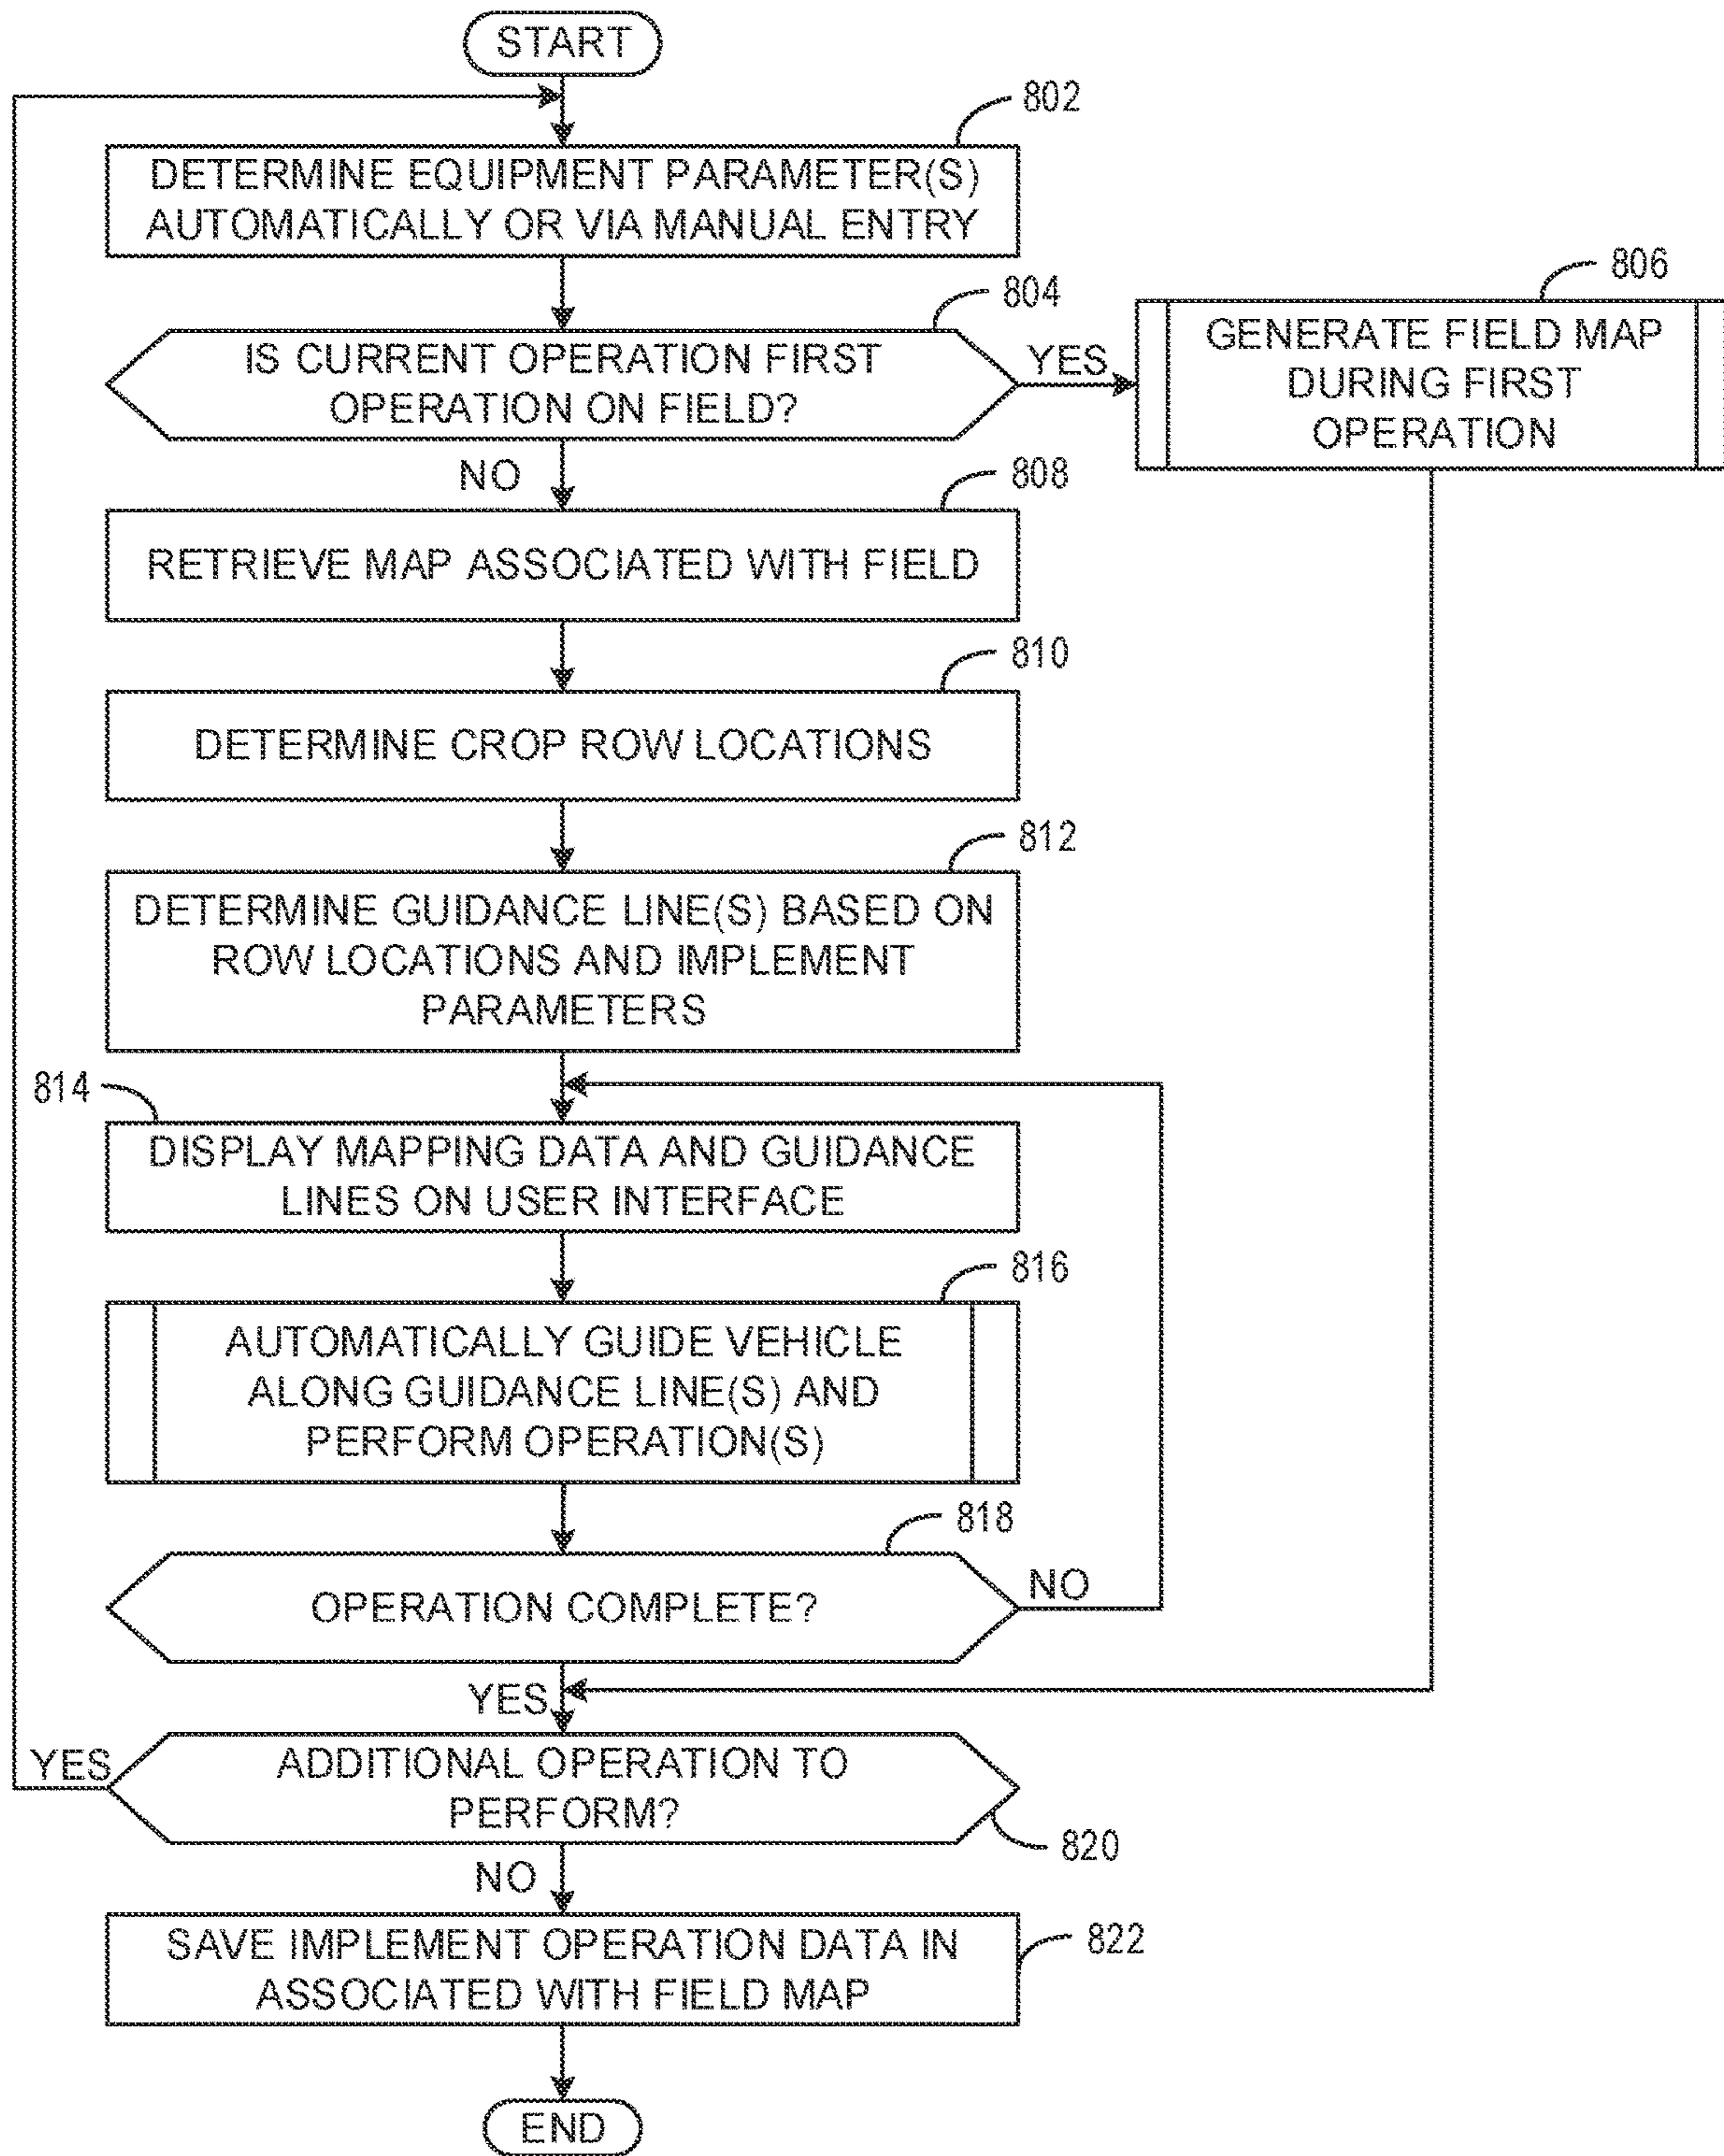 START
802
DETERMINE EQUIPMENT PARAMETER(S)
AUTOMATICALLY OR VIA MANUAL ENTRY
804
IS CURRENT OPERATION FIRST
OPERATION ON FIELD?
YES
806
GENERATE FIELD MAP
DURING FIRST
OPERATION
NO
808
RETRIEVE MAP ASSOCIATED WITH FIELD
810
DETERMINE CROP ROW LOCATIONS
812
DETERMINE GUIDANCE LINE(S) BASED ON
ROW LOCATIONS AND IMPLEMENT
PARAMETERS
814
DISPLAY MAPPING DATA AND GUIDANCE
LINES ON USER INTERFACE
816
AUTOMATICALLY GUIDE VEHICLE
ALONG GUIDANCE LINE(S) AND
PERFORM OPERATION(S)
818
OPERATION COMPLETE?
NO
YES
YES
ADDITIONAL OPERATION TO
PERFORM?
820
NO
SAVE IMPLEMENT OPERATION DATA IN
ASSOCIATED WITH FIELD MAP
822
END